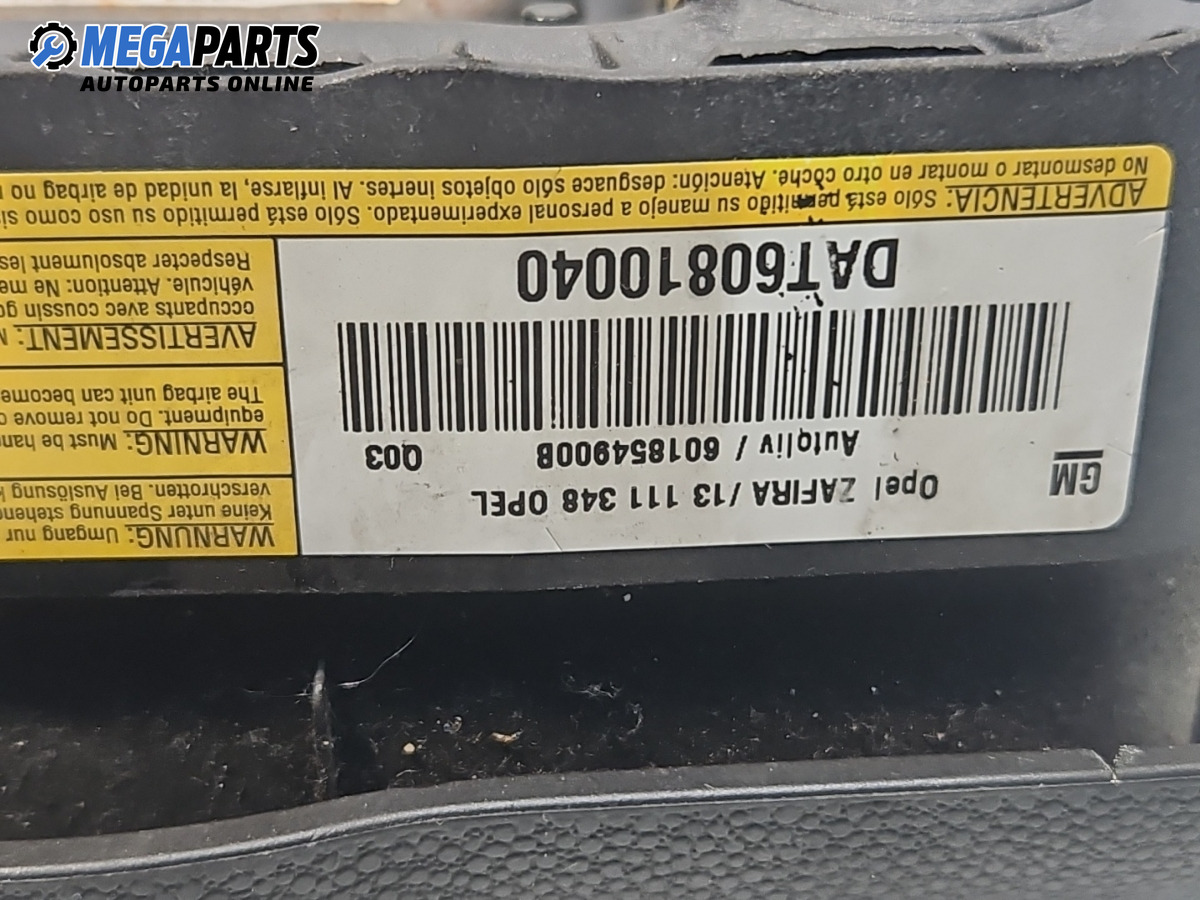 MEGAPARTS
AUTOPARTS ONLINE
GM
Opel ZAFIRA / 13 111 348 OPEL
Autoliv / 601854900B Q03
DAT60810040
WARNUNG: Umgang nur
Keine unter Spannung stehen
verschrotten. Bei Auslösung
WARNING: Must be
equipment. Do not remove
The airbag unit can become
AVERTISSEMENT:
occupants avec coussin
véhicule. Attention: Ne
Respecter absolument les
ADVERTENCIA: Sólo está permitido su manejo a personal experimentado. Sólo está permitido su uso como
No desmontar o montar en otro coche. Atención: desguace sólo objetos inertes. Al inflarse, la unidad de airbag no